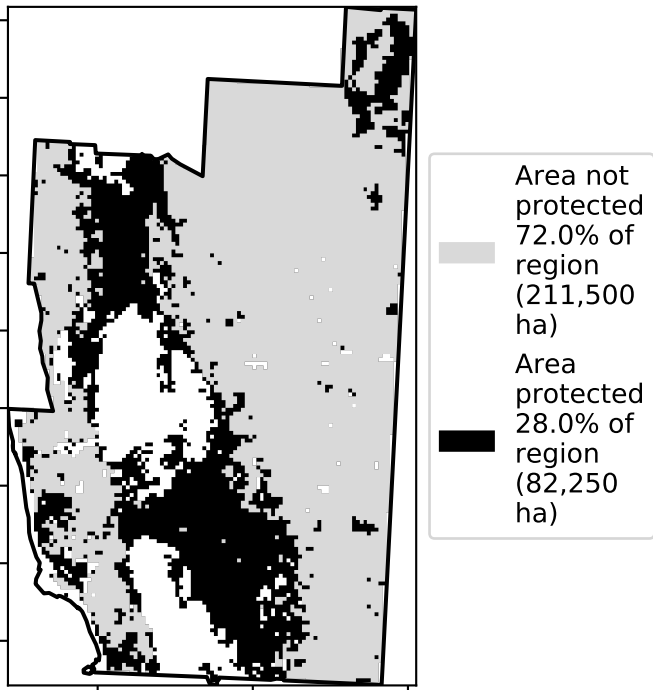 Area not
protected
72.0% of
region
(211,500
ha)
Area
protected
28.0% of
region
(82,250
ha)